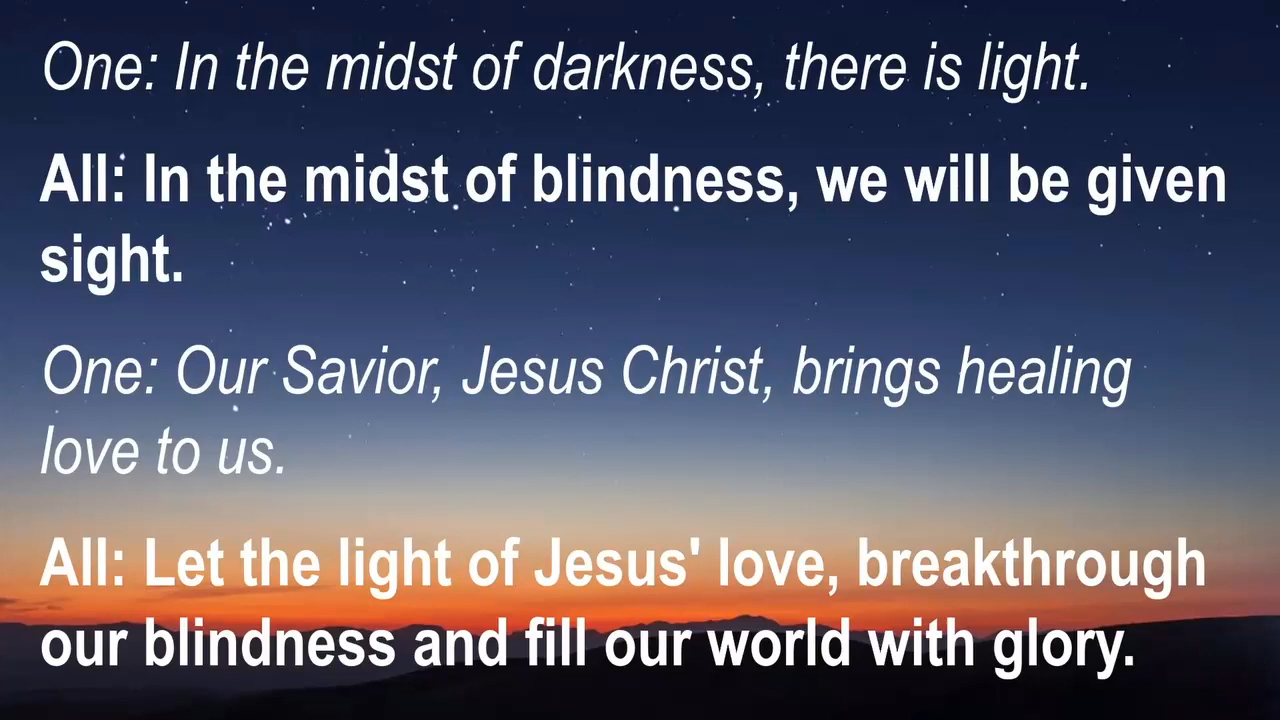 One: In the midst of darkness, there is light.
All: In the midst of blindness, we will be given
sight.
One: Our Savior, Jesus Christ, brings healing
love to us.
All: Let the light of Jesus' love, breakthrough
our blindness and fill our world with glory.